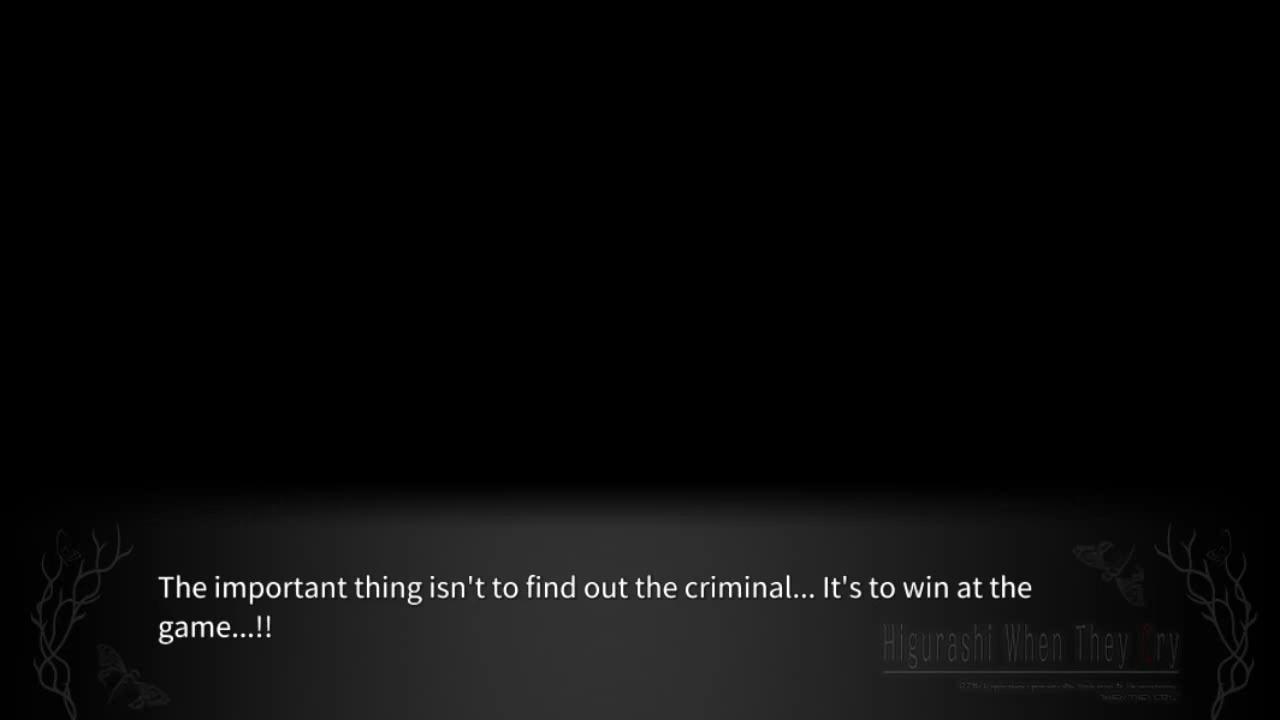 The important thing isn't to find out the criminal... It's to win at the
game...!!
Higurashi When They Cry